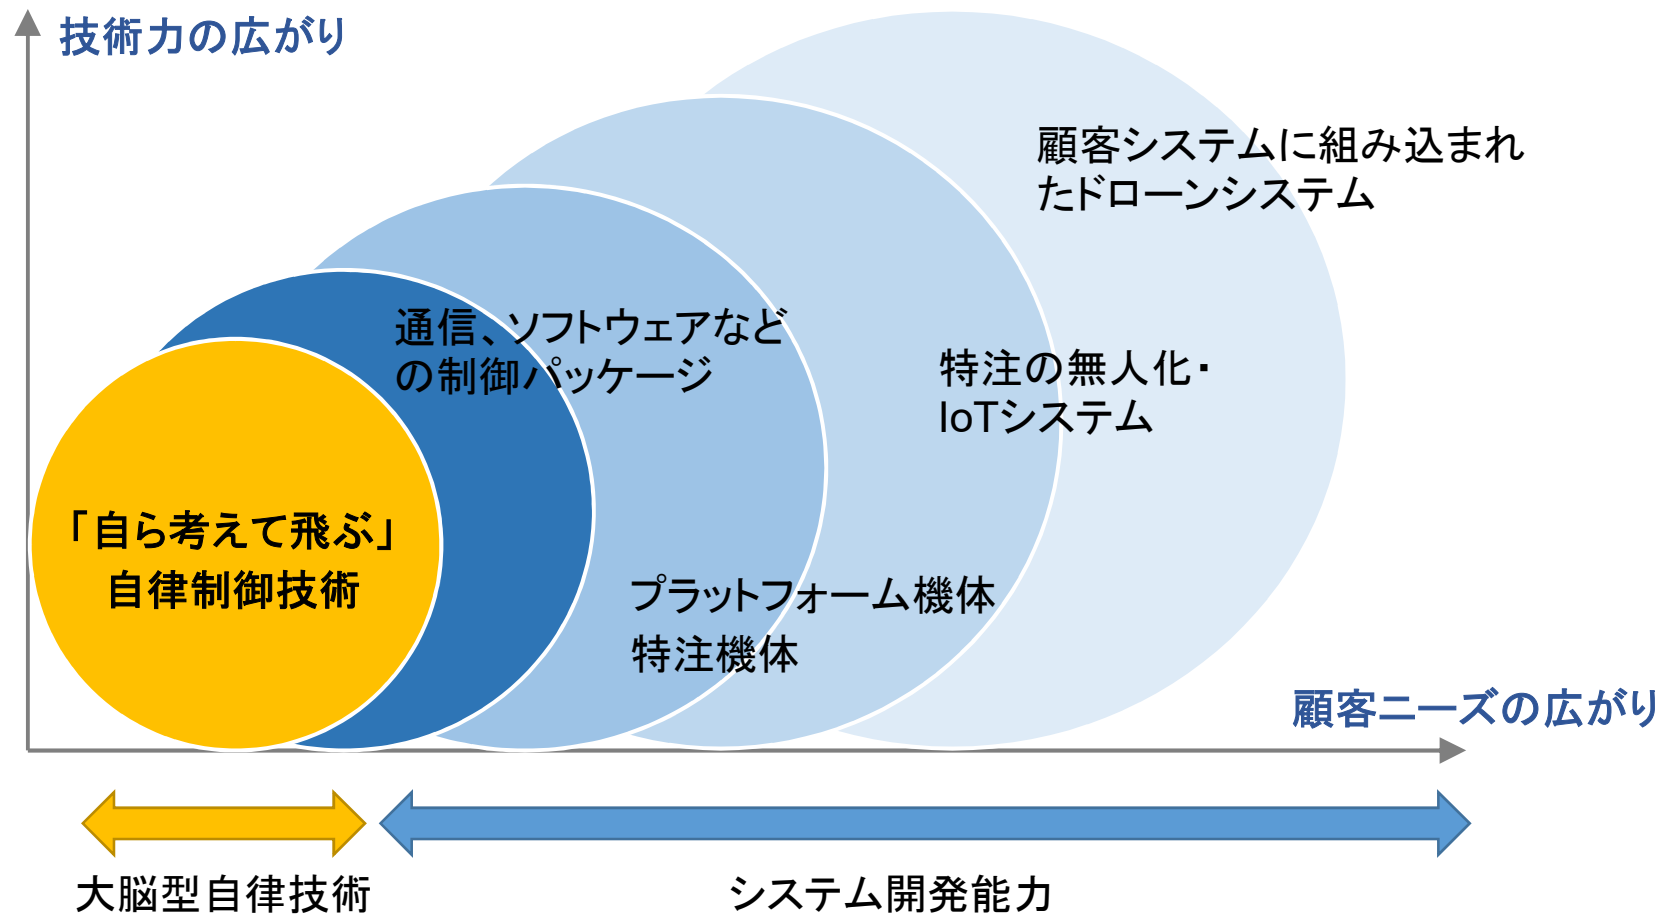 技術力の広がり
顧客システムに組み込まれ
たドローンシステム
通信、ソフトウェアなど
の制御パッケージ
特注の無人化・
IoTシステム
「自ら考えて飛ぶ」
自律制御技術
プラットフォーム機体
特注機体
顧客ニーズの広がり
大脳型自律技術
システム開発能力